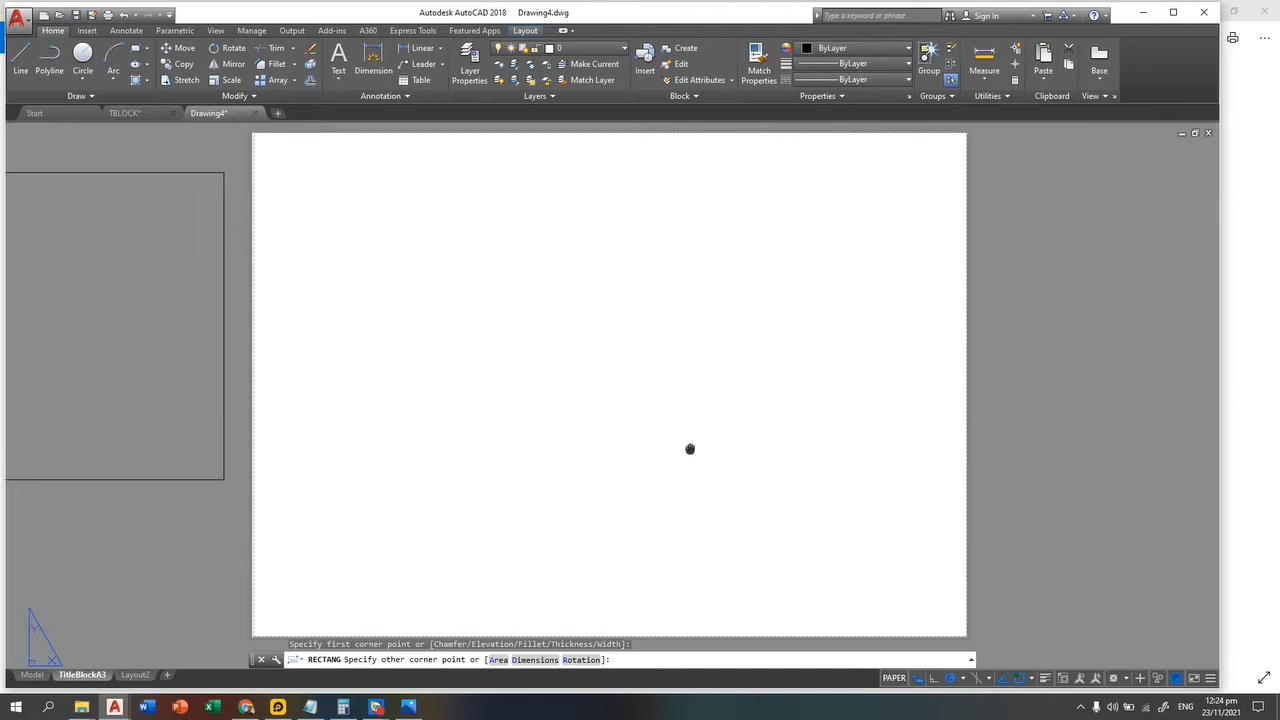 Autodesk AutoCAD 2018 Drawing4.dwg
Type a keyword or phrase
Sign In
Home Insert Annotate Parametric View Manage Output Add-ins A360 Express Tools Featured Apps Layout
Line Polyline Circle Arc
Move Rotate Trim
Copy Mirror Fillet
Stretch Scale Array
Text Dimension
Linear
Leader
Table
Layer Properties
0
Make Current
Match Layer
Insert
Create
Edit
Edit Attributes
Match Properties
ByLayer
ByLayer
ByLayer
Group
Measure
Paste
Base
Draw Modify Annotation Layers Block Properties Groups Utilities Clipboard View
Start TBLOCK* Drawing4*
Y
X
Specify first corner point or [Chamfer/Elevation/Fillet/Thickness/Width]:
RECTANG Specify other corner point or [Area Dimensions Rotation]:
Model TitleBlockA3 Layout2
PAPER
ENG
12:24 pm
23/11/2021